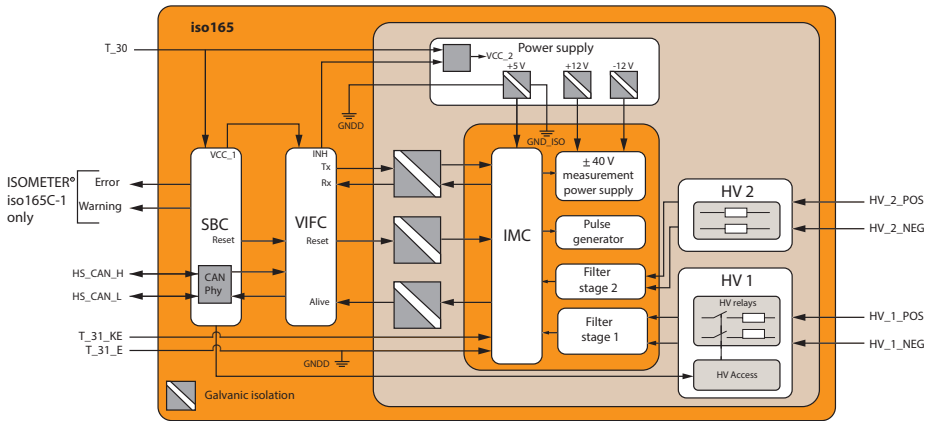 iso165
T_30
Power supply
VCC_2
+5 V
+12 V
-12 V
GNDD
GND_ISO
VCC_1
INH
Tx
Rx
ISOMETER®
iso165C-1
only
Error
Warning
SBC
Reset
VIFC
Reset
IMC
± 40 V
measurement
power supply
Pulse
generator
HV 2
HV_2_POS
HV_2_NEG
HS_CAN_H
HS_CAN_L
CAN
Phy
Alive
Filter
stage 2
Filter
stage 1
HV 1
HV relays
HV_1_POS
HV_1_NEG
T_31_KE
T_31_E
GNDD
HV Access
Galvanic isolation